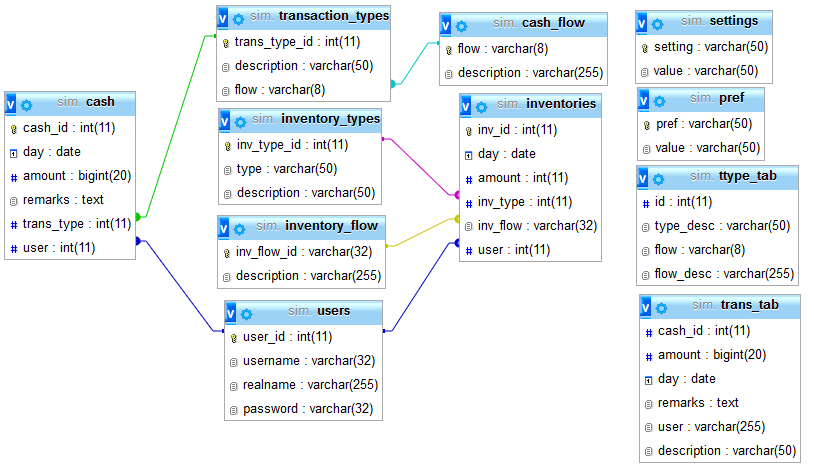 v sim. cash
cash_id : int(11)
day : date
# amount : bigint(20)
remarks : text
# trans_type : int(11)
# user : int(11)
v sim. transaction_types
trans_type_id : int(11)
description : varchar(50)
flow : varchar(8)
v sim. inventory_types
inv_type_id : int(11)
type : varchar(50)
description : varchar(50)
v sim. inventory_flow
inv_flow_id : varchar(32)
description : varchar(255)
v sim. users
user_id : int(11)
username : varchar(32)
realname : varchar(255)
password : varchar(32)
v sim. cash_flow
flow : varchar(8)
description : varchar(255)
v sim. inventories
inv_id : int(11)
day : date
# amount : int(11)
# inv_type : int(11)
inv_flow : varchar(32)
# user : int(11)
v sim. settings
setting : varchar(50)
value : varchar(50)
v sim. pref
pref : varchar(50)
value : varchar(50)
v sim. ttype_tab
# id : int(11)
type_desc : varchar(50)
flow : varchar(8)
flow_desc : varchar(255)
v sim. trans_tab
# cash_id : int(11)
# amount : bigint(20)
day : date
remarks : text
user : varchar(255)
description : varchar(50)